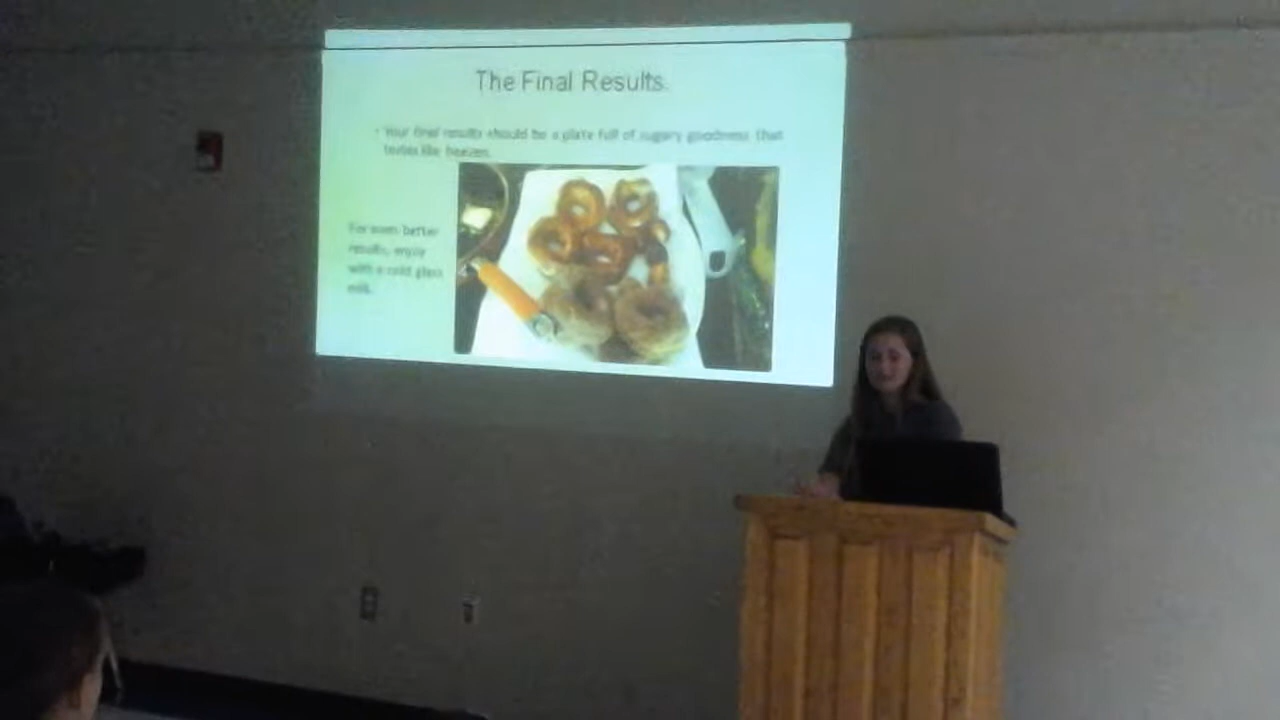 The Final Results.
• Your final results should be a plate full of sugary goodness that
tastes like heaven.
For even better
results, enjoy
with a cold glass
milk.